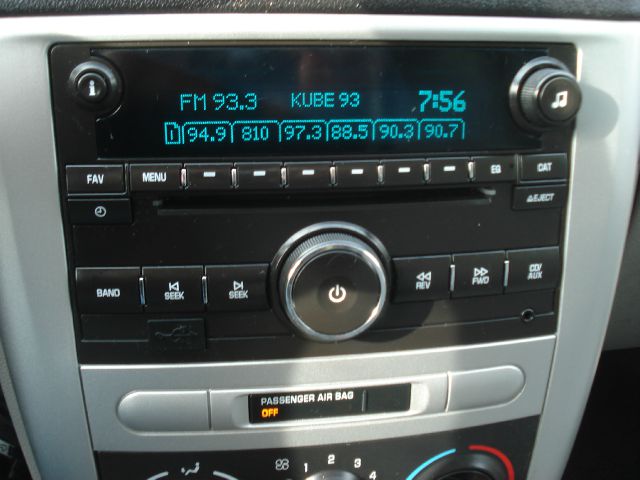 i FM 93.3 KUBE 93 7:56
1 94.9 810 97.3 88.5 90.3 90.7
FAV MENU EQ CAT
EJECT
BAND SEEK SEEK REV FWD CD/AUX
PASSENGER AIR BAG
OFF
1 2 3 4